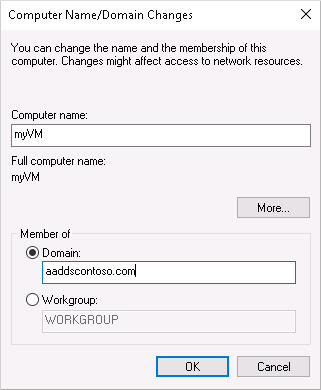 Computer Name/Domain Changes
You can change the name and the membership of this
computer. Changes might affect access to network resources.
Computer name:
myVM
Full computer name:
myVM
More...
Member of
Domain:
aaddscontoso.com
Workgroup:
WORKGROUP
OK Cancel